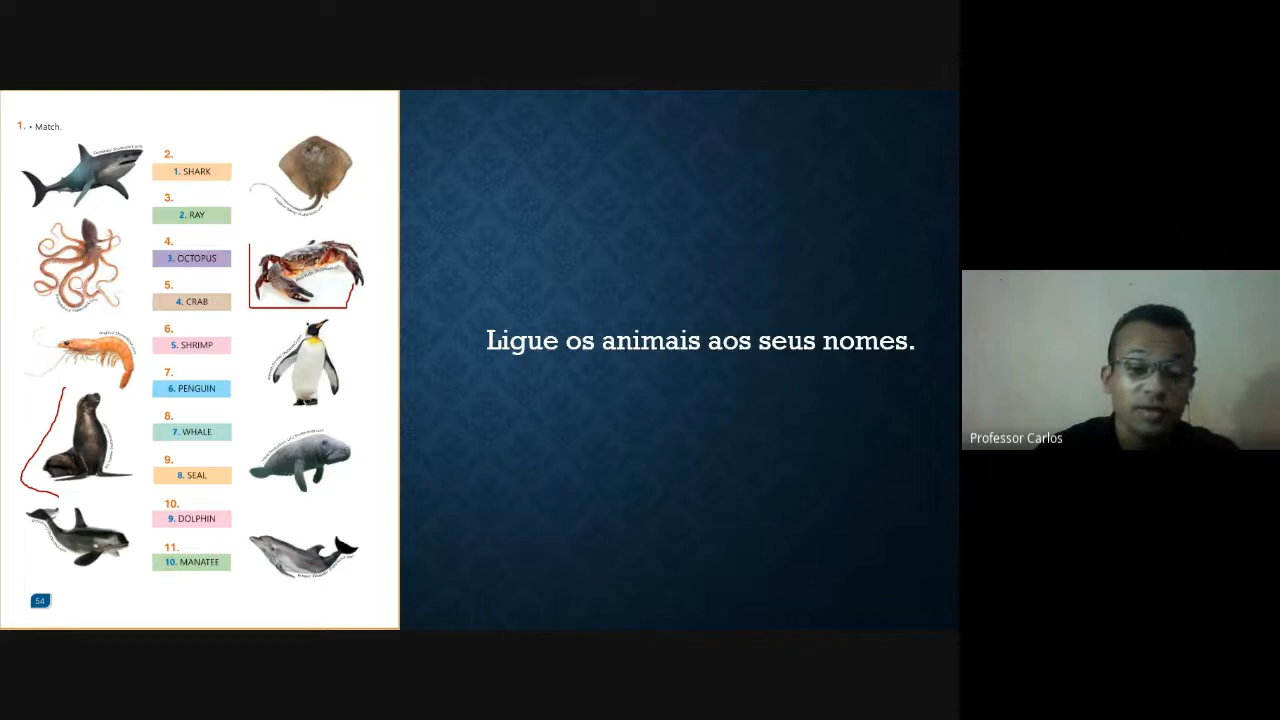 1. • Match.
2.
1. SHARK
3.
2. RAY
4.
3. OCTOPUS
5.
4. CRAB
6.
5. SHRIMP
7.
6. PENGUIN
8.
7. WHALE
9.
8. SEAL
10.
9. DOLPHIN
11.
10. MANATEE
54
Ligue os animais aos seus nomes.
Professor Carlos